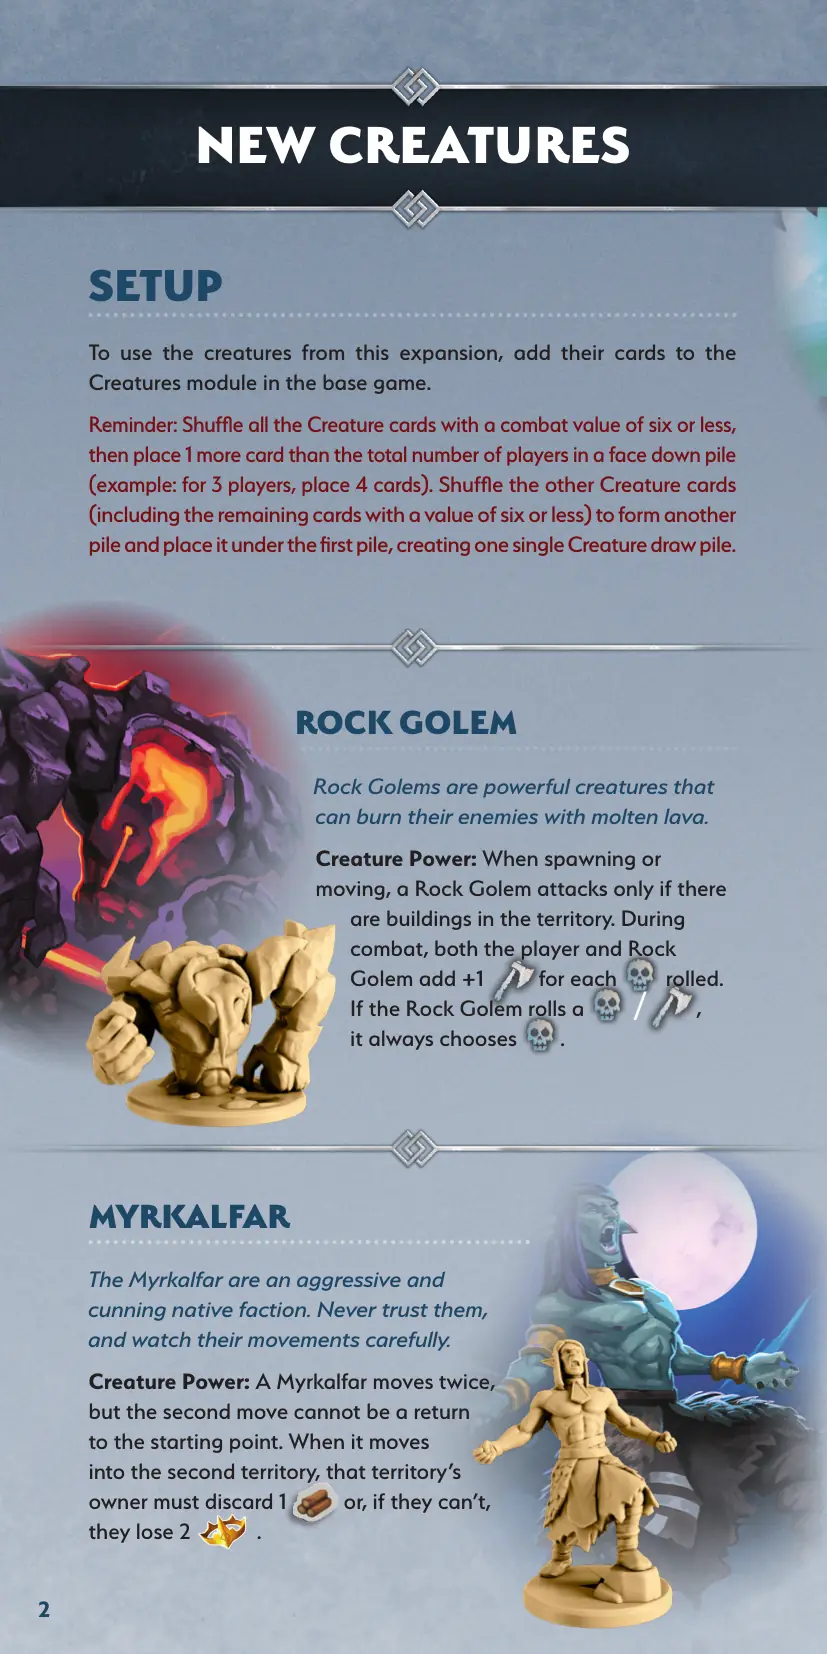 NEW CREATURES
SETUP
To use the creatures from this expansion, add their cards to the
Creatures module in the base game.
Reminder: Shuffle all the Creature cards with a combat value of six or less,
then place 1 more card than the total number of players in a face down pile
(example: for 3 players, place 4 cards). Shuffle the other Creature cards
(including the remaining cards with a value of six or less) to form another
pile and place it under the first pile, creating one single Creature draw pile.
ROCK GOLEM
Rock Golems are powerful creatures that
can burn their enemies with molten lava.
Creature Power: When spawning or
moving, a Rock Golem attacks only if there
are buildings in the territory. During
combat, both the player and Rock
Golem add +1 for each rolled.
If the Rock Golem rolls a / ,
it always chooses .
MYRKALFAR
The Myrkalfar are an aggressive and
cunning native faction. Never trust them,
and watch their movements carefully.
Creature Power: A Myrkalfar moves twice,
but the second move cannot be a return
to the starting point. When it moves
into the second territory, that territory's
owner must discard 1 or, if they can't,
they lose 2 .
2